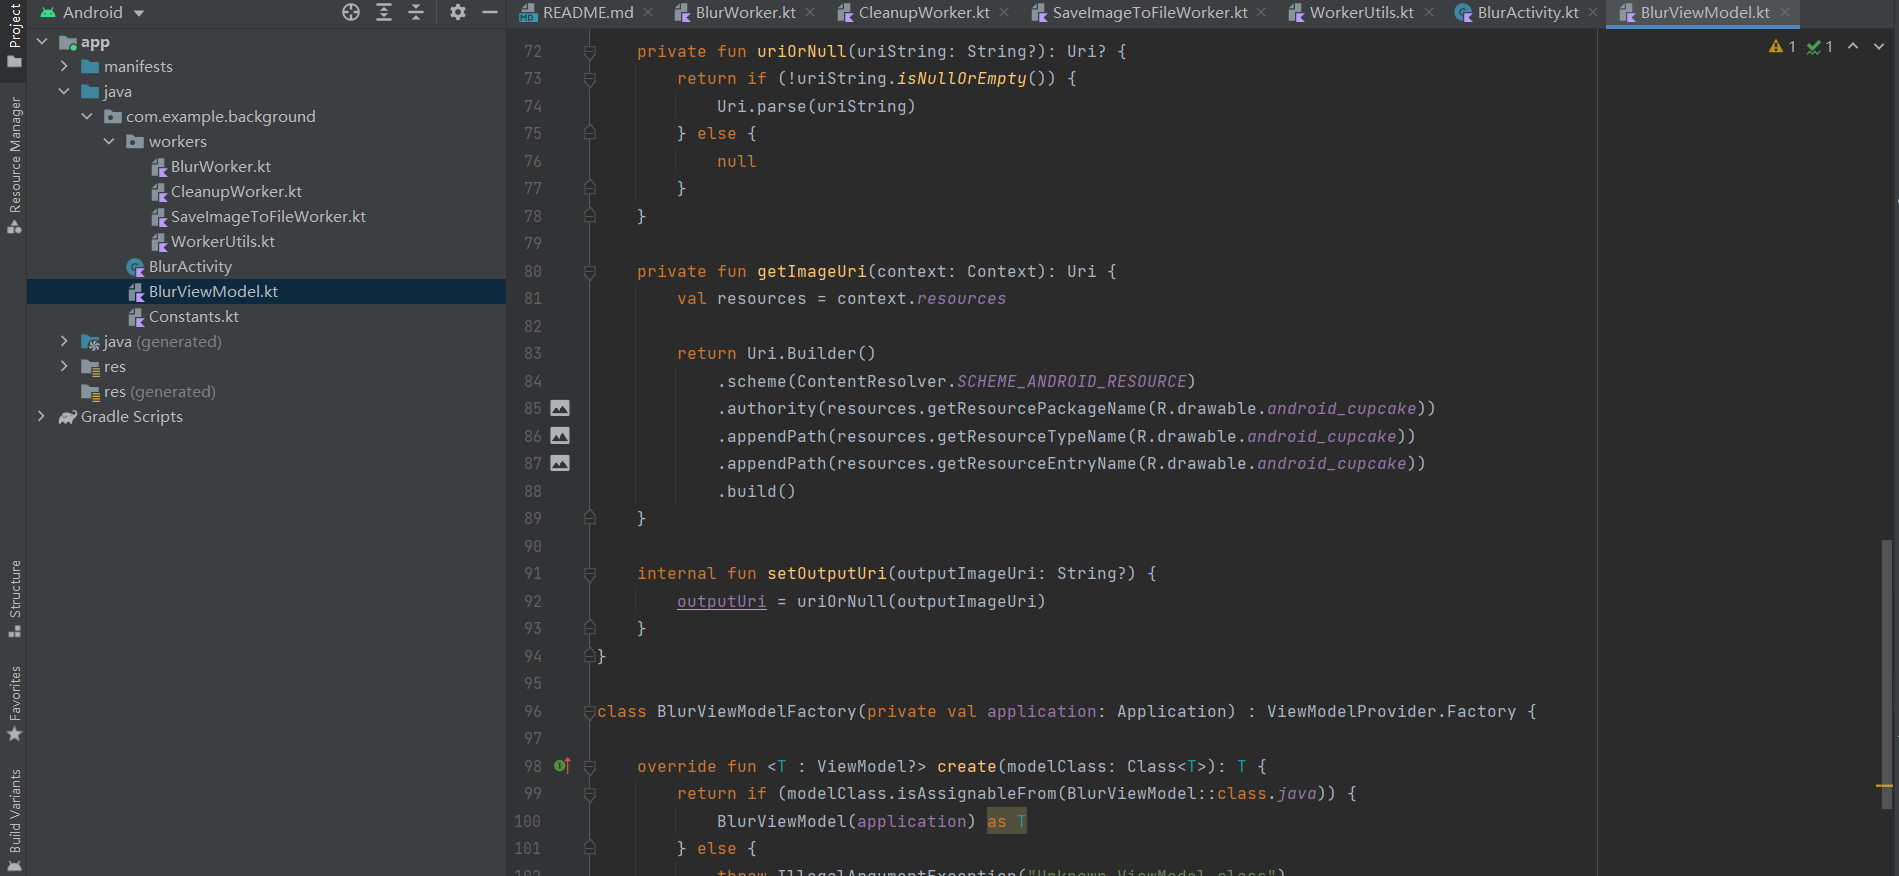 Android
README.md
BlurWorker.kt
CleanupWorker.kt
SaveImageToFileWorker.kt
WorkerUtils.kt
BlurActivity.kt
BlurViewModel.kt
Project
Resource Manager
Structure
Favorites
Build Variants
app
manifests
java
com.example.background
workers
BlurWorker.kt
CleanupWorker.kt
SaveImageToFileWorker.kt
WorkerUtils.kt
BlurActivity
BlurViewModel.kt
Constants.kt
java (generated)
res
res (generated)
Gradle Scripts
1 1
72 private fun uriOrNull(uriString: String?): Uri? {
73 return if (!uriString.isNullOrEmpty()) {
74 Uri.parse(uriString)
75 } else {
76 null
77 }
78 }
79
80 private fun getImageUri(context: Context): Uri {
81 val resources = context.resources
82
83 return Uri.Builder()
84 .scheme(ContentResolver.SCHEME_ANDROID_RESOURCE)
85 .authority(resources.getResourcePackageName(R.drawable.android_cupcake))
86 .appendPath(resources.getResourceTypeName(R.drawable.android_cupcake))
87 .appendPath(resources.getResourceEntryName(R.drawable.android_cupcake))
88 .build()
89 }
90
91 internal fun setOutputUri(outputImageUri: String?) {
92 outputUri = uriOrNull(outputImageUri)
93 }
94 }
95
96 class BlurViewModelFactory(private val application: Application) : ViewModelProvider.Factory {
97
98 override fun <T : ViewModel?> create(modelClass: Class<T>): T {
99 return if (modelClass.isAssignableFrom(BlurViewModel::class.java)) {
100 BlurViewModel(application) as T
101 } else {
102 throw IllegalArgumentException("Unknown ViewModel class")